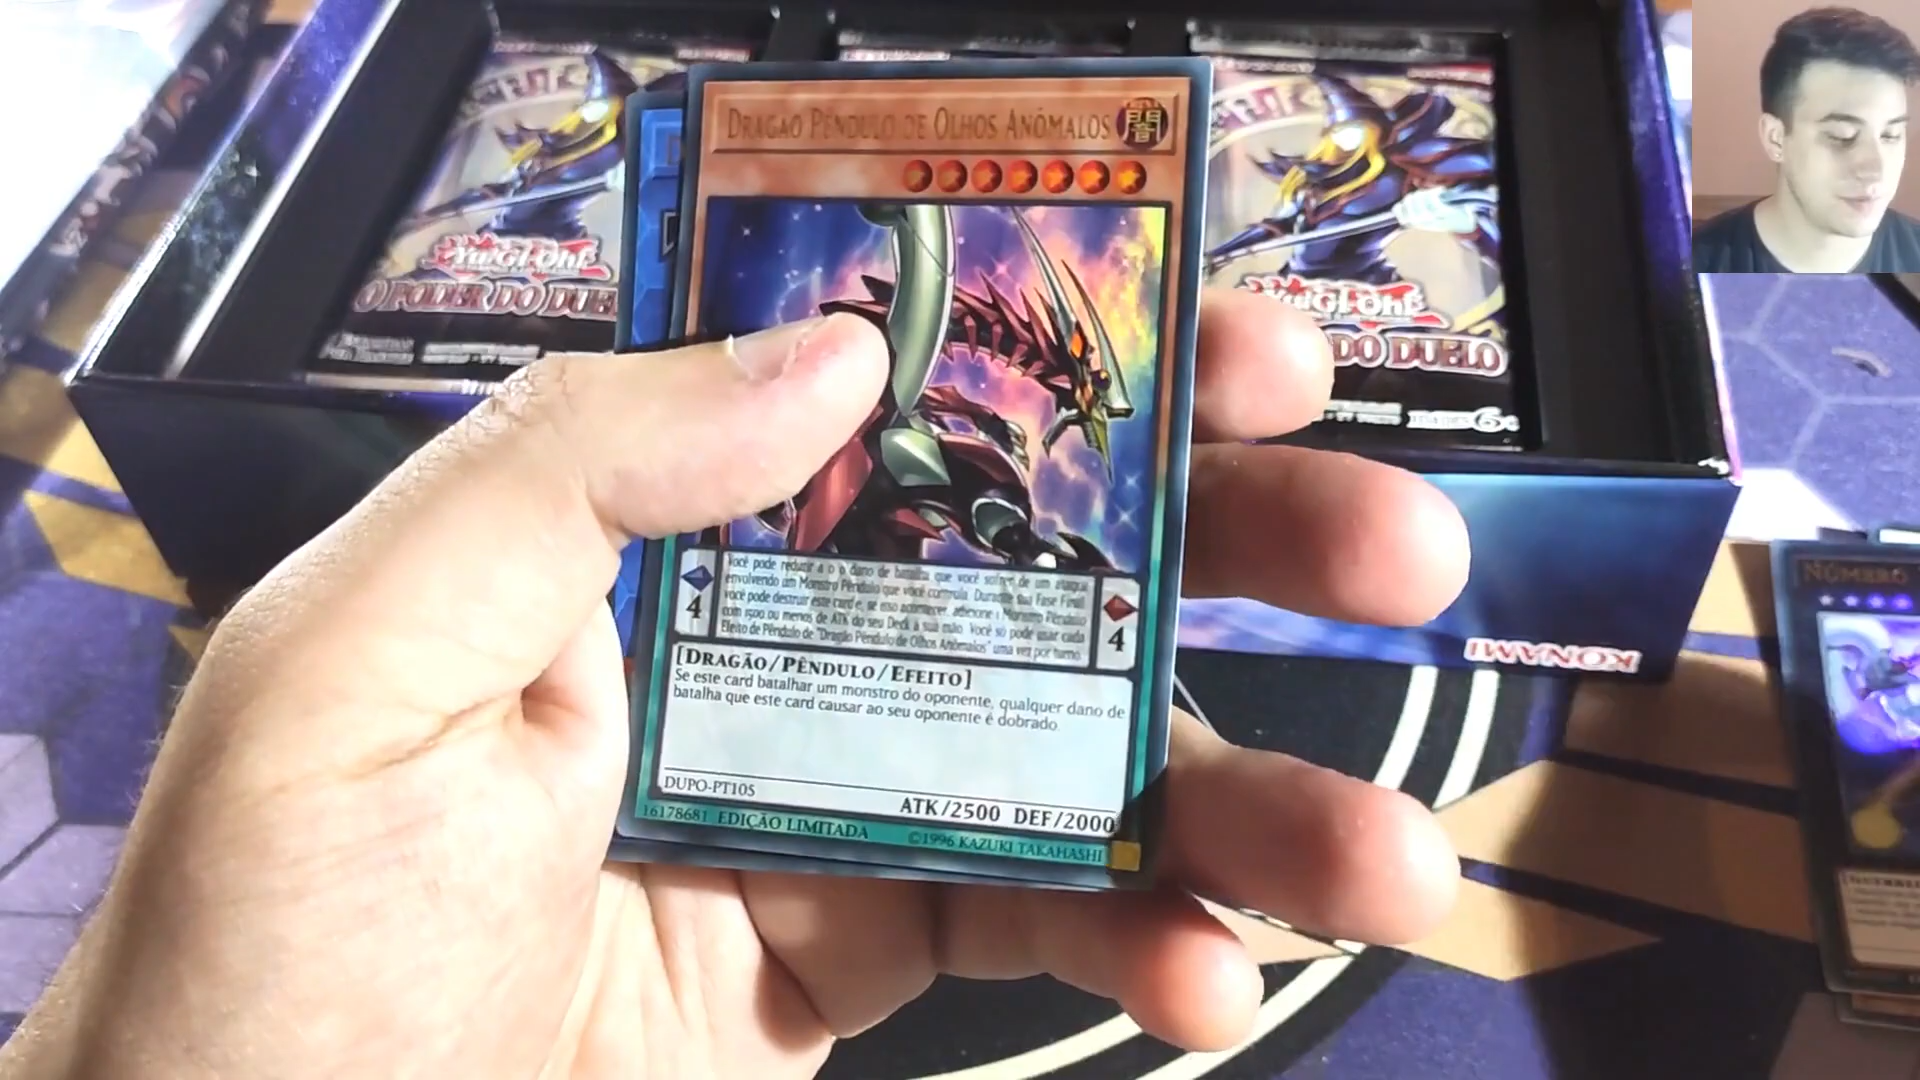 DRAGÃO PÊNDULO DE OLHOS ANÔMALOS
闇
Você pode reduzir a 0 o dano de batalha que você sofrer de um ataque
envolvendo um Monstro Pêndulo que você controla. Durante sua Fase Final:
você pode destruir este card e, se isso acontecer, adicione 1 Monstro Pêndulo
com 1500 ou menos de ATK do seu Deck à sua mão. Você só pode usar cada
Efeito de Pêndulo de "Dragão Pêndulo de Olhos Anômalos" uma vez por turno.
4
4
[DRAGÃO/PÊNDULO/EFEITO]
Se este card batalhar um monstro do oponente, qualquer dano de
batalha que este card causar ao seu oponente é dobrado.
DUPO-PT105
ATK/2500 DEF/2000
16178681 EDIÇÃO LIMITADA
©1996 KAZUKI TAKAHASHI
Yu-Gi-Oh!
O PODER DO DUEL
Yu-Gi-Oh!
DO DUELO
KONAMI
NÚMERO